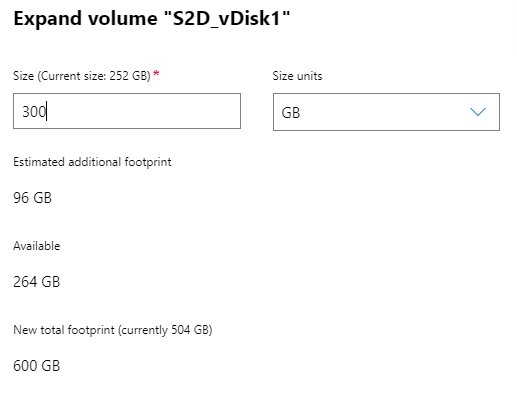 Expand volume "S2D_vDisk1"
Size (Current size: 252 GB) * Size units
300 GB
Estimated additional footprint
96 GB
Available
264 GB
New total footprint (currently 504 GB)
600 GB